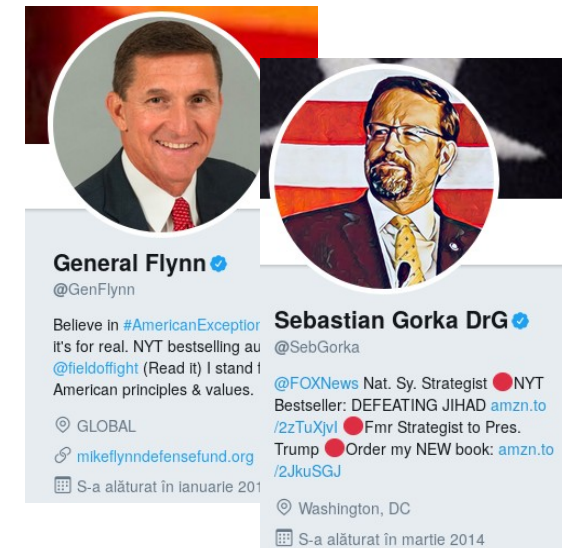 General Flynn
@GenFlynn
Believe in #AmericanException
it's for real. NYT bestselling au
@fieldoffight (Read it) I stand f
American principles & values.
GLOBAL
mikeflynndefensefund.org
S-a alăturat în ianuarie 201
Sebastian Gorka DrG
@SebGorka
@FOXNews Nat. Sy. Strategist 🔴NYT
Bestseller: DEFEATING JIHAD amzn.to
/2zTuXjvI 🔴Fmr Strategist to Pres.
Trump 🔴Order my NEW book: amzn.to
/2JkuSGJ
Washington, DC
S-a alăturat în martie 2014